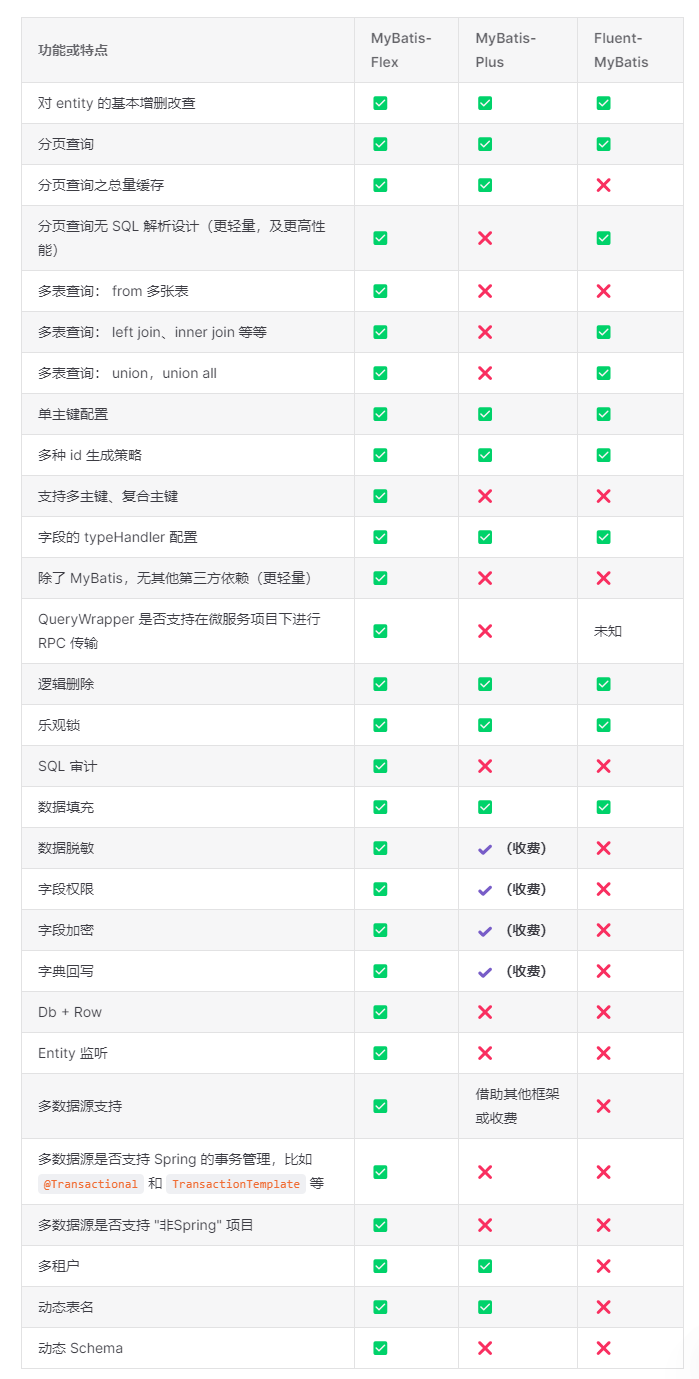 功能或特点
MyBatis-
Flex
MyBatis-
Plus
Fluent-
MyBatis
对 entity 的基本增删改查
分页查询
分页查询之总量缓存
分页查询无 SQL 解析设计（更轻量，及更高性
能）
多表查询： from 多张表
多表查询： left join、inner join 等等
多表查询： union，union all
单主键配置
多种 id 生成策略
支持多主键、复合主键
字段的 typeHandler 配置
除了 MyBatis，无其他第三方依赖（更轻量）
QueryWrapper 是否支持在微服务项目下进行
RPC 传输
未知
逻辑删除
乐观锁
SQL 审计
数据填充
数据脱敏
（收费）
字段权限
（收费）
字段加密
（收费）
字典回写
（收费）
Db + Row
Entity 监听
多数据源支持
借助其他框架
或收费
多数据源是否支持 Spring 的事务管理，比如
@Transactional 和 TransactionTemplate 等
多数据源是否支持 "非Spring" 项目
多租户
动态表名
动态 Schema